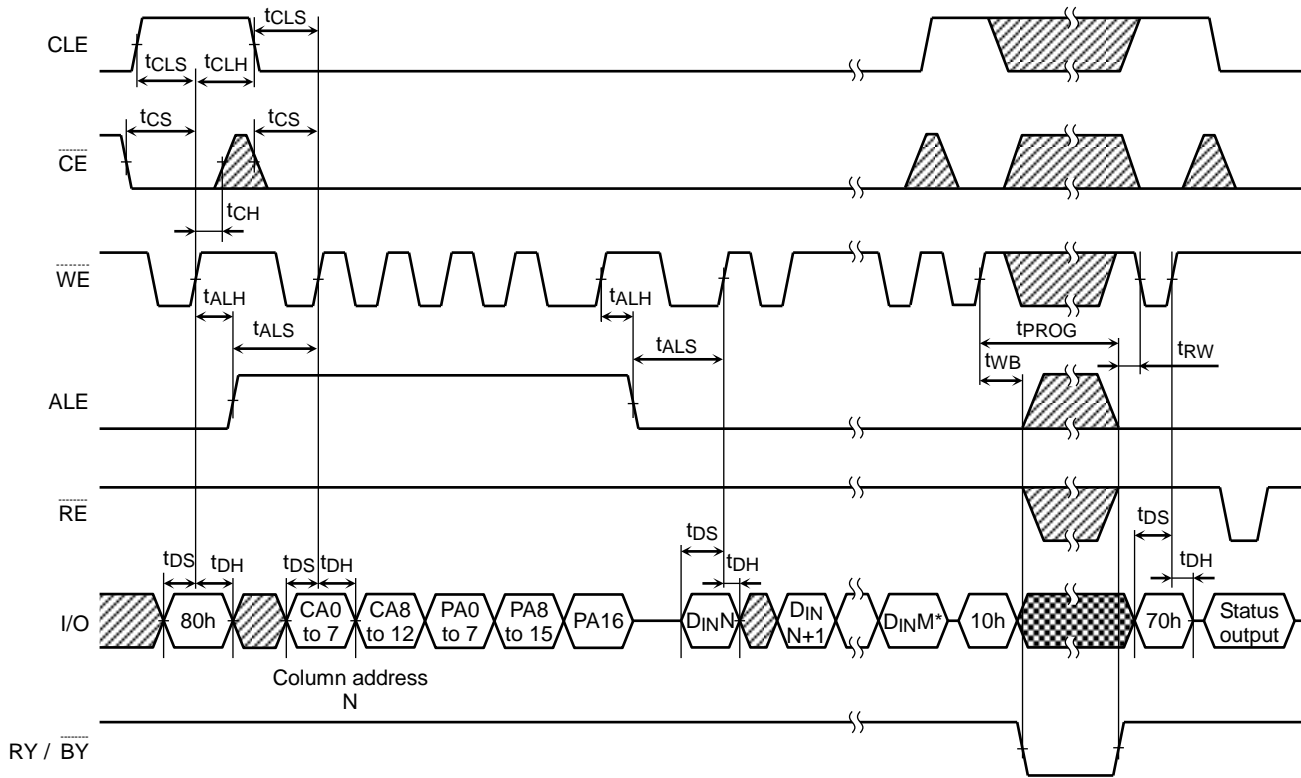 tCLS
CLE
tCLS tCLH
tCS tCS
CE
tCH
WE
tALH tALH
tALS tPROG
tALS tRW
tWB
ALE
RE
tDS
tDS tDH tDS tDH tDS tDH tDH
I/O 80h CA0 to 7 CA8 to 12 PA0 to 7 PA8 to 15 PA16 DINN DIN N+1 DINM* 10h 70h Status output
Column address
N
RY / BY